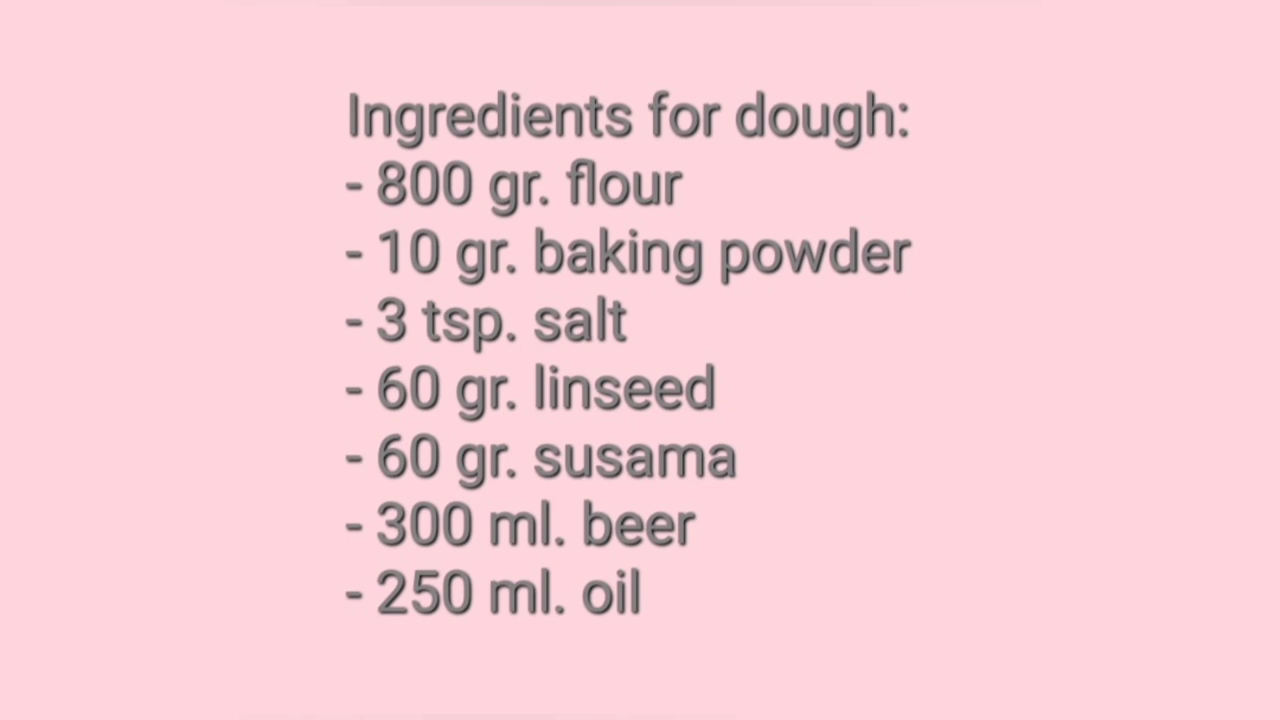 Ingredients for dough:
- 800 gr. flour
- 10 gr. baking powder
- 3 tsp. salt
- 60 gr. linseed
- 60 gr. susama
- 300 ml. beer
- 250 ml. oil